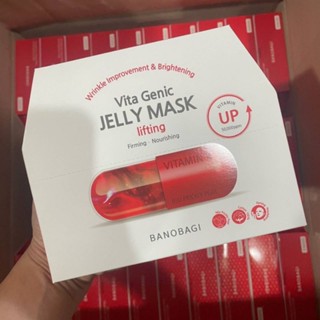 Wrinkle Improvement & Brightening
Vita Genic
JELLY MASK
lifting
Firming · Nourishing
VITAMIN
UP
VITAMIN
BANOBAGI